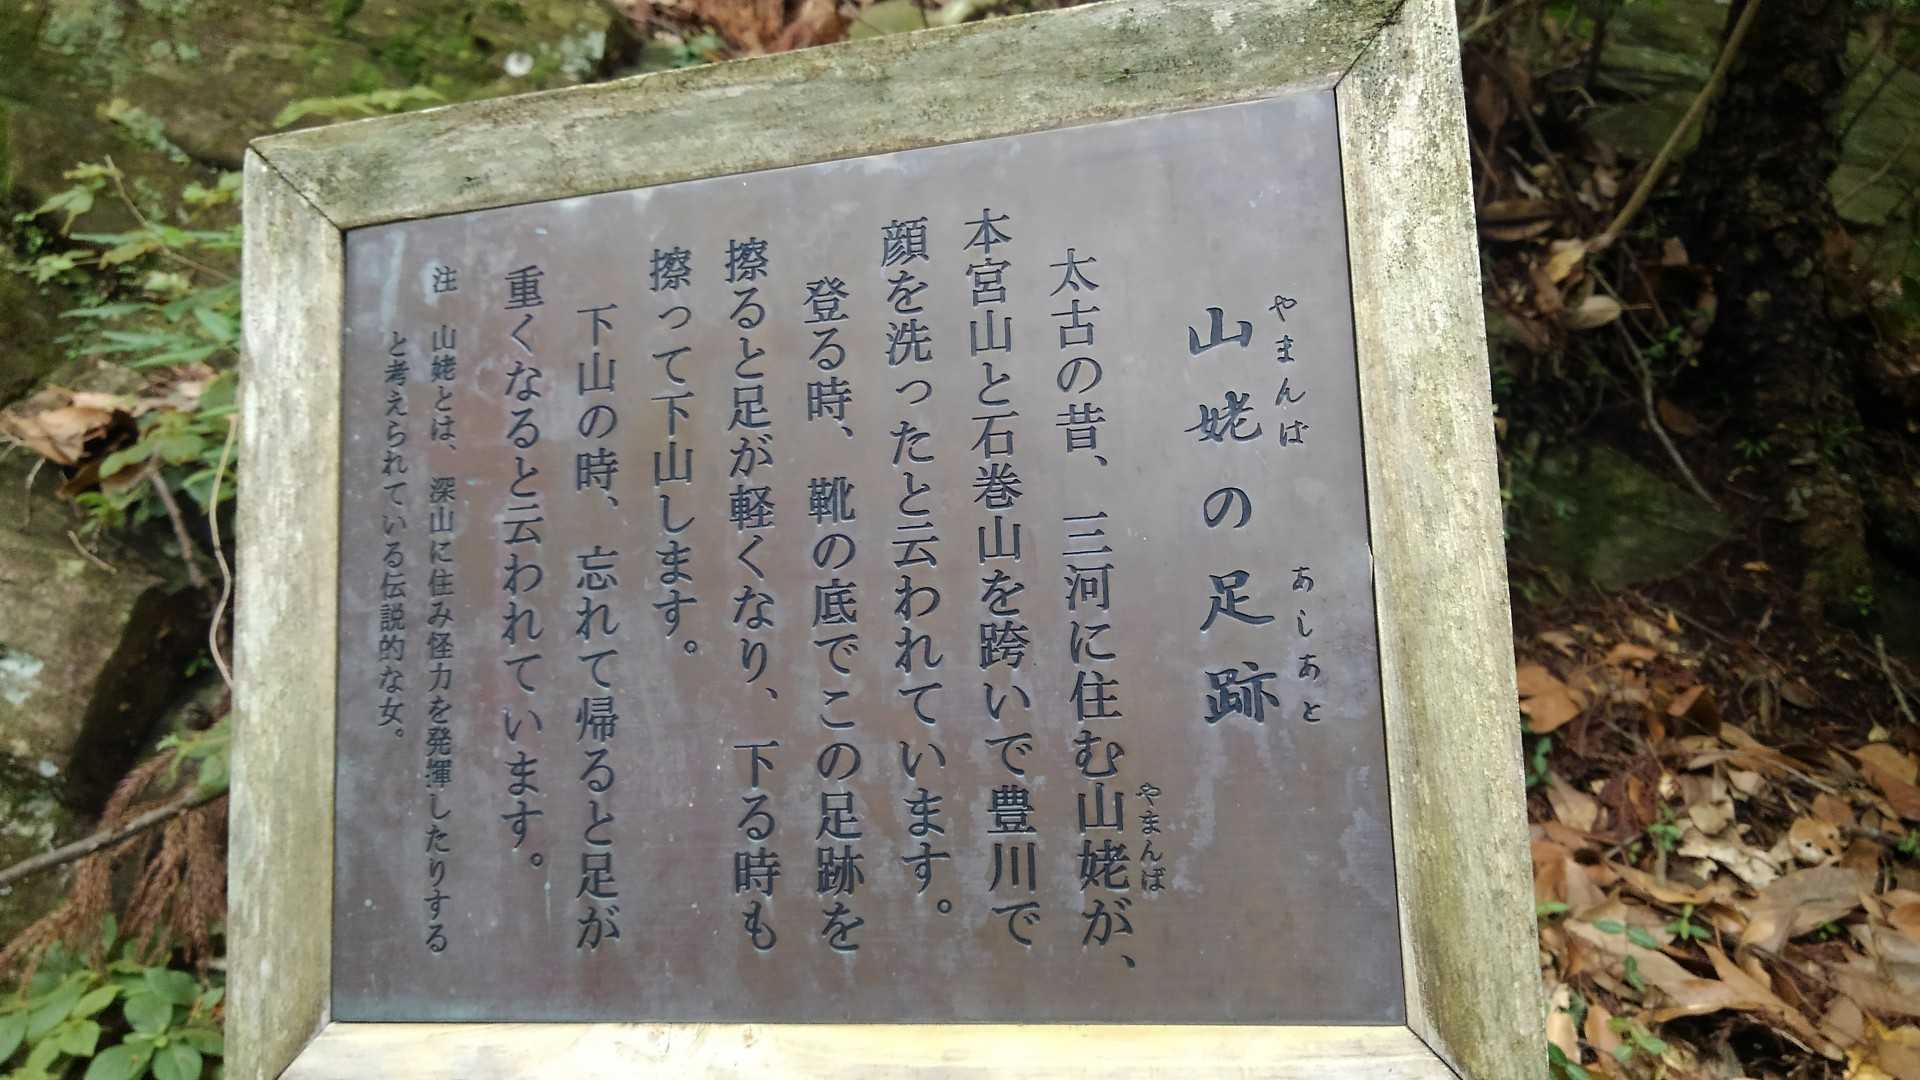 山姥の足跡
やまんば
あしあと
太古の昔、三河に住む山姥が、
やまんば
本宮山と石巻山を跨いで豊川で
顔を洗ったと云われています。
登る時、靴の底でこの足跡を
擦ると足が軽くなり、下る時も
擦って下山します。
下山の時、忘れて帰ると足が
重くなると云われています。
注　山姥とは、深山に住み怪力を発揮したりする
と考えられている伝説的な女。